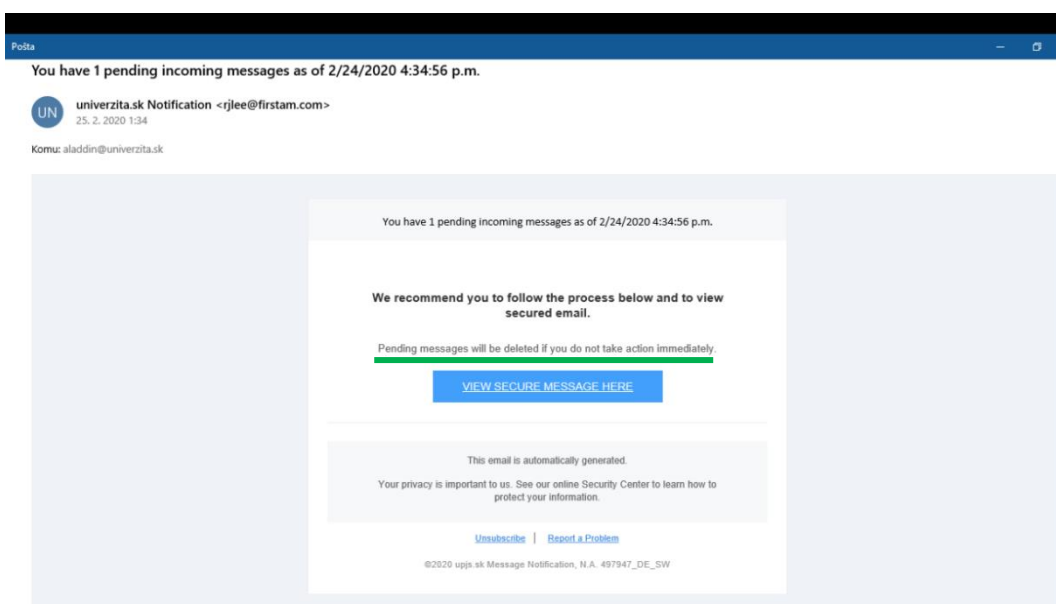 Pošta
You have 1 pending incoming messages as of 2/24/2020 4:34:56 p.m.
UN
univerzita.sk Notification <rjlee@firstam.com>
25. 2. 2020 1:34
Komu: aladdin@univerzita.sk
You have 1 pending incoming messages as of 2/24/2020 4:34:56 p.m.
We recommend you to follow the process below and to view
secured email.
Pending messages will be deleted if you do not take action immediately.
VIEW SECURE MESSAGE HERE
This email is automatically generated.
Your privacy is important to us. See our online Security Center to learn how to
protect your information.
Unsubscribe | Report a Problem
©2020 upjs.sk Message Notification, N.A. 497947_DE_SW